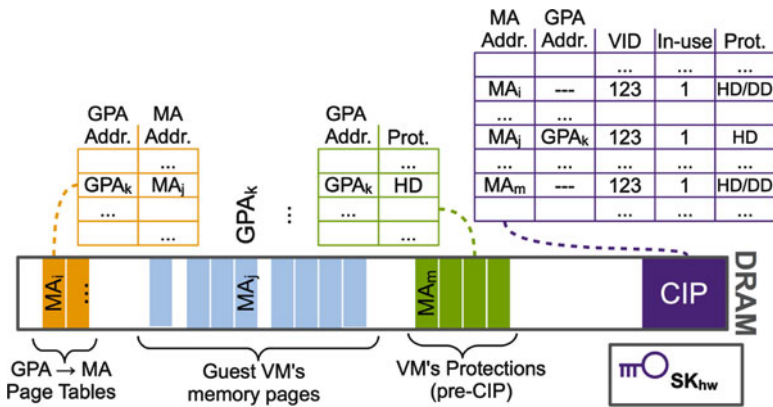 MA Addr. GPA Addr. VID In-use Prot.
... ... ...
MAi --- 123 1 HD/DD
... ... ... ... ...
MAj GPAk 123 1 HD
... ... ...
MAm --- 123 1 HD/DD
... ... ... ... ...
GPA Addr. MA Addr.
...
GPAk MAj
...
...
GPAk
...
GPA Addr. Prot.
...
GPAk HD
...
...
MAi ...
MAj
MAm
CIP
DRAM
GPA → MA
Page Tables
Guest VM's
memory pages
VM's Protections
(pre-CIP)
SKhw